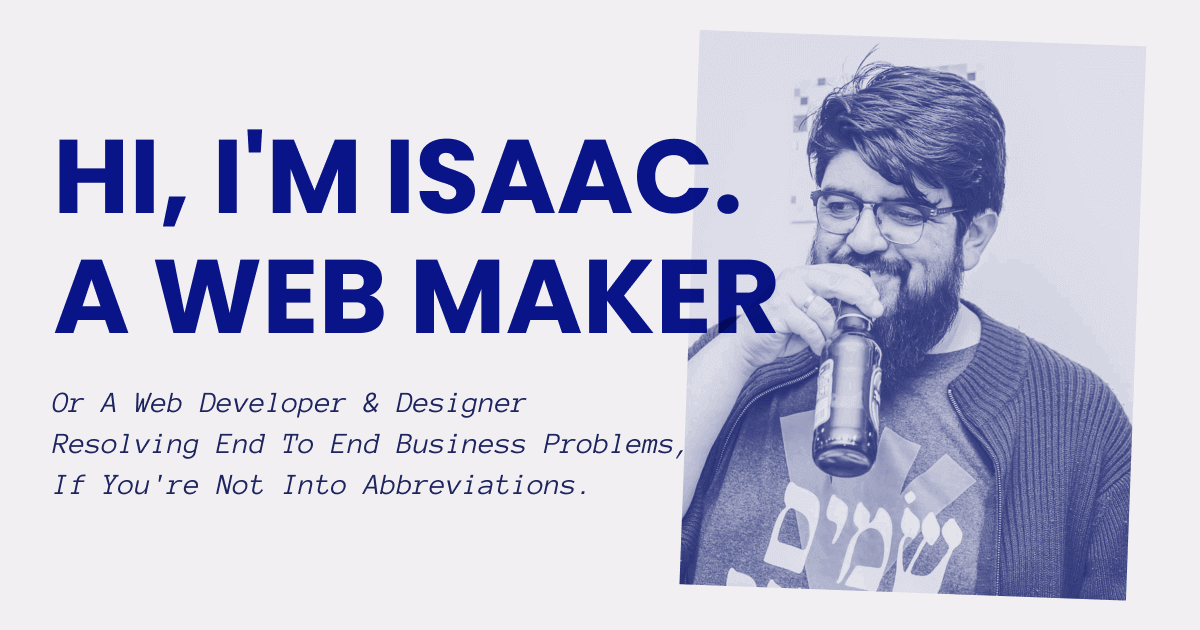 HI, I'M ISAAC.
A WEB MAKER
Or A Web Developer & Designer
Resolving End To End Business Problems,
If You're Not Into Abbreviations.
שׁמים